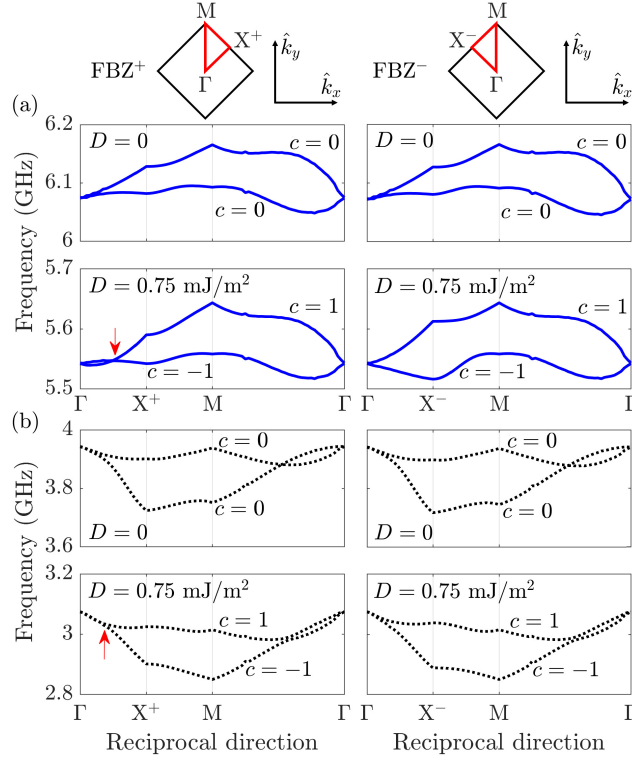 M
M
X⁺
X⁻
FBZ⁺
FBZ⁻
Γ
Γ
k̂y
k̂y
k̂x
k̂x
(a)
6.2
6.1
6
D = 0
c = 0
c = 0
D = 0
c = 0
c = 0
Frequency (GHz)
5.7
5.6
5.5
D = 0.75 mJ/m²
c = 1
c = −1
D = 0.75 mJ/m²
c = 1
c = −1
Γ
X⁺
M
Γ
X⁻
M
Γ
(b)
4
3.8
3.6
c = 0
c = 0
D = 0
c = 0
c = 0
D = 0
Frequency (GHz)
3.2
3
2.8
D = 0.75 mJ/m²
c = 1
c = −1
D = 0.75 mJ/m²
c = 1
c = −1
Γ
X⁺
M
Γ
Γ
X⁻
M
Γ
Reciprocal direction
Reciprocal direction